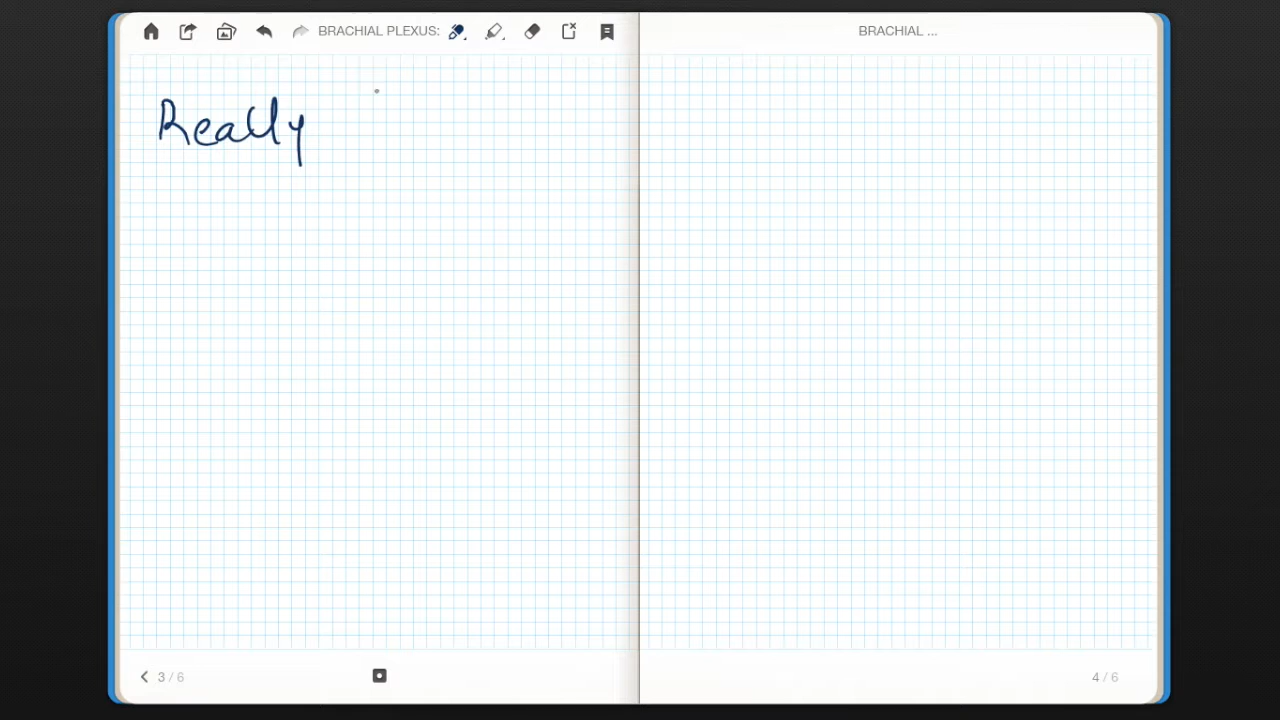 BRACHIAL PLEXUS:
BRACHIAL ...
Really
3 / 6
4 / 6